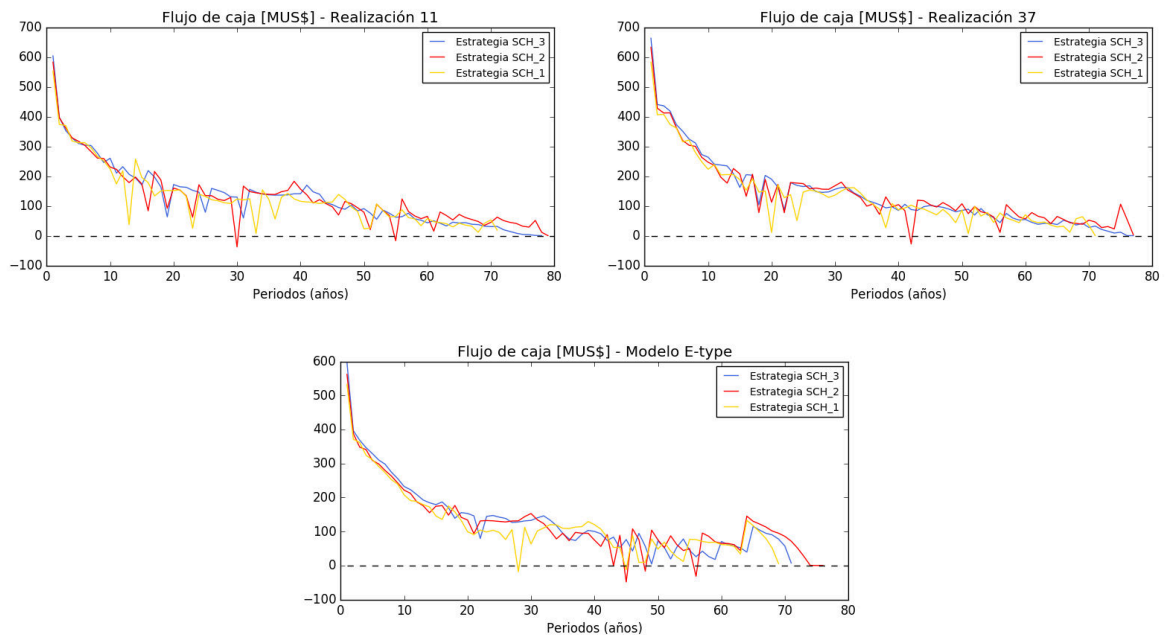 Flujo de caja [MUS$] - Realización 11
700
600
500
400
300
200
100
0
−100
0 10 20 30 40 50 60 70 80
Periodos (años)
Estrategia SCH_3
Estrategia SCH_2
Estrategia SCH_1
Flujo de caja [MUS$] - Realización 37
700
600
500
400
300
200
100
0
−100
0 10 20 30 40 50 60 70 80
Periodos (años)
Estrategia SCH_3
Estrategia SCH_2
Estrategia SCH_1
Flujo de caja [MUS$] - Modelo E-type
600
500
400
300
200
100
0
−100
0 10 20 30 40 50 60 70 80
Periodos (años)
Estrategia SCH_3
Estrategia SCH_2
Estrategia SCH_1